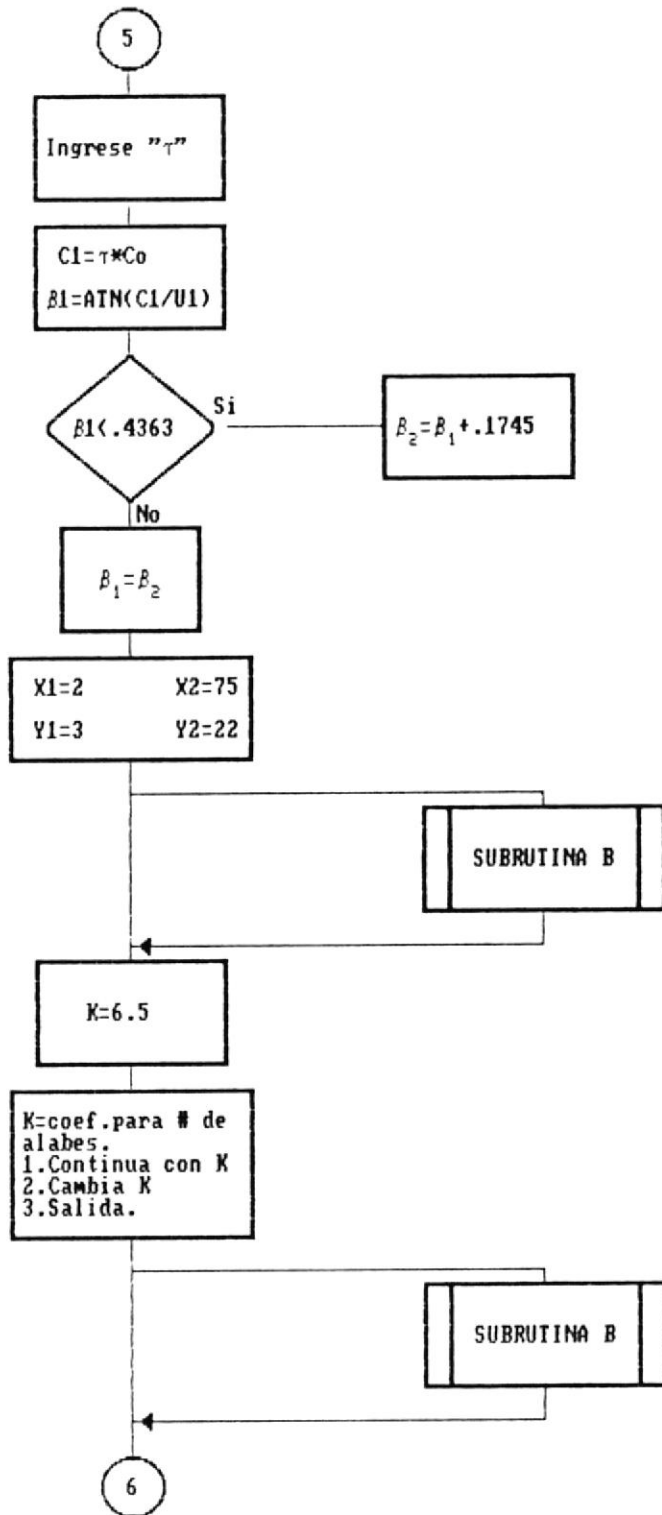 5
Ingrese "τ"
C1=τ*Co
β1=ATN(C1/U1)
β1<.4363
Si
β₂=β₁+.1745
No
β₁=β₂
X1=2 X2=75
Y1=3 Y2=22
SUBRUTINA B
K=6.5
K=coef.para # de
alabes.
1.Continua con K
2.Cambia K
3.Salida.
SUBRUTINA B
6